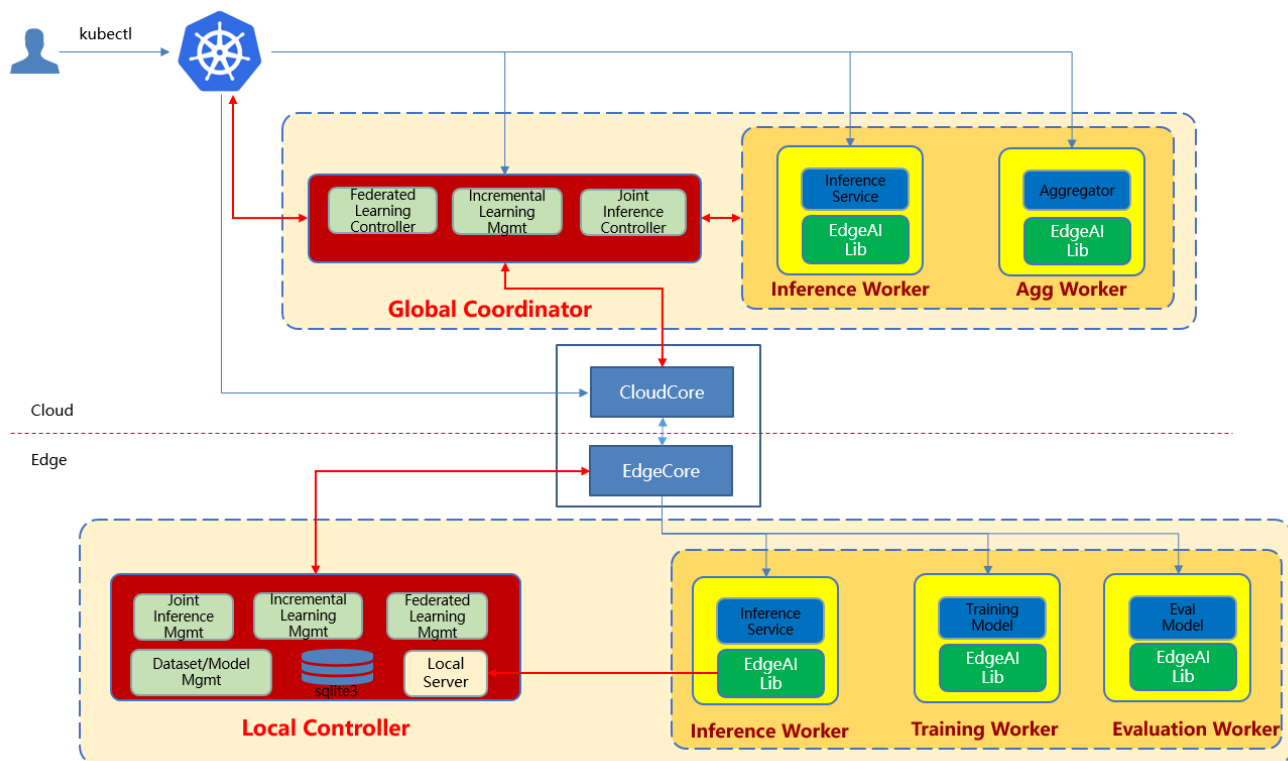 kubectl
Federated
Learning
Controller
Incremental
Learning
Mgmt
Joint
Inference
Controller
Global Coordinator
Inference
Service
EdgeAI
Lib
Inference Worker
Aggregator
EdgeAI
Lib
Agg Worker
CloudCore
Cloud
Edge
EdgeCore
Joint
Inference
Mgmt
Incremental
Learning
Mgmt
Federated
Learning
Mgmt
Dataset/Model
Mgmt
sqlite3
Local
Server
Local Controller
Inference
Service
EdgeAI
Lib
Inference Worker
Training
Model
EdgeAI
Lib
Training Worker
Eval
Model
EdgeAI
Lib
Evaluation Worker